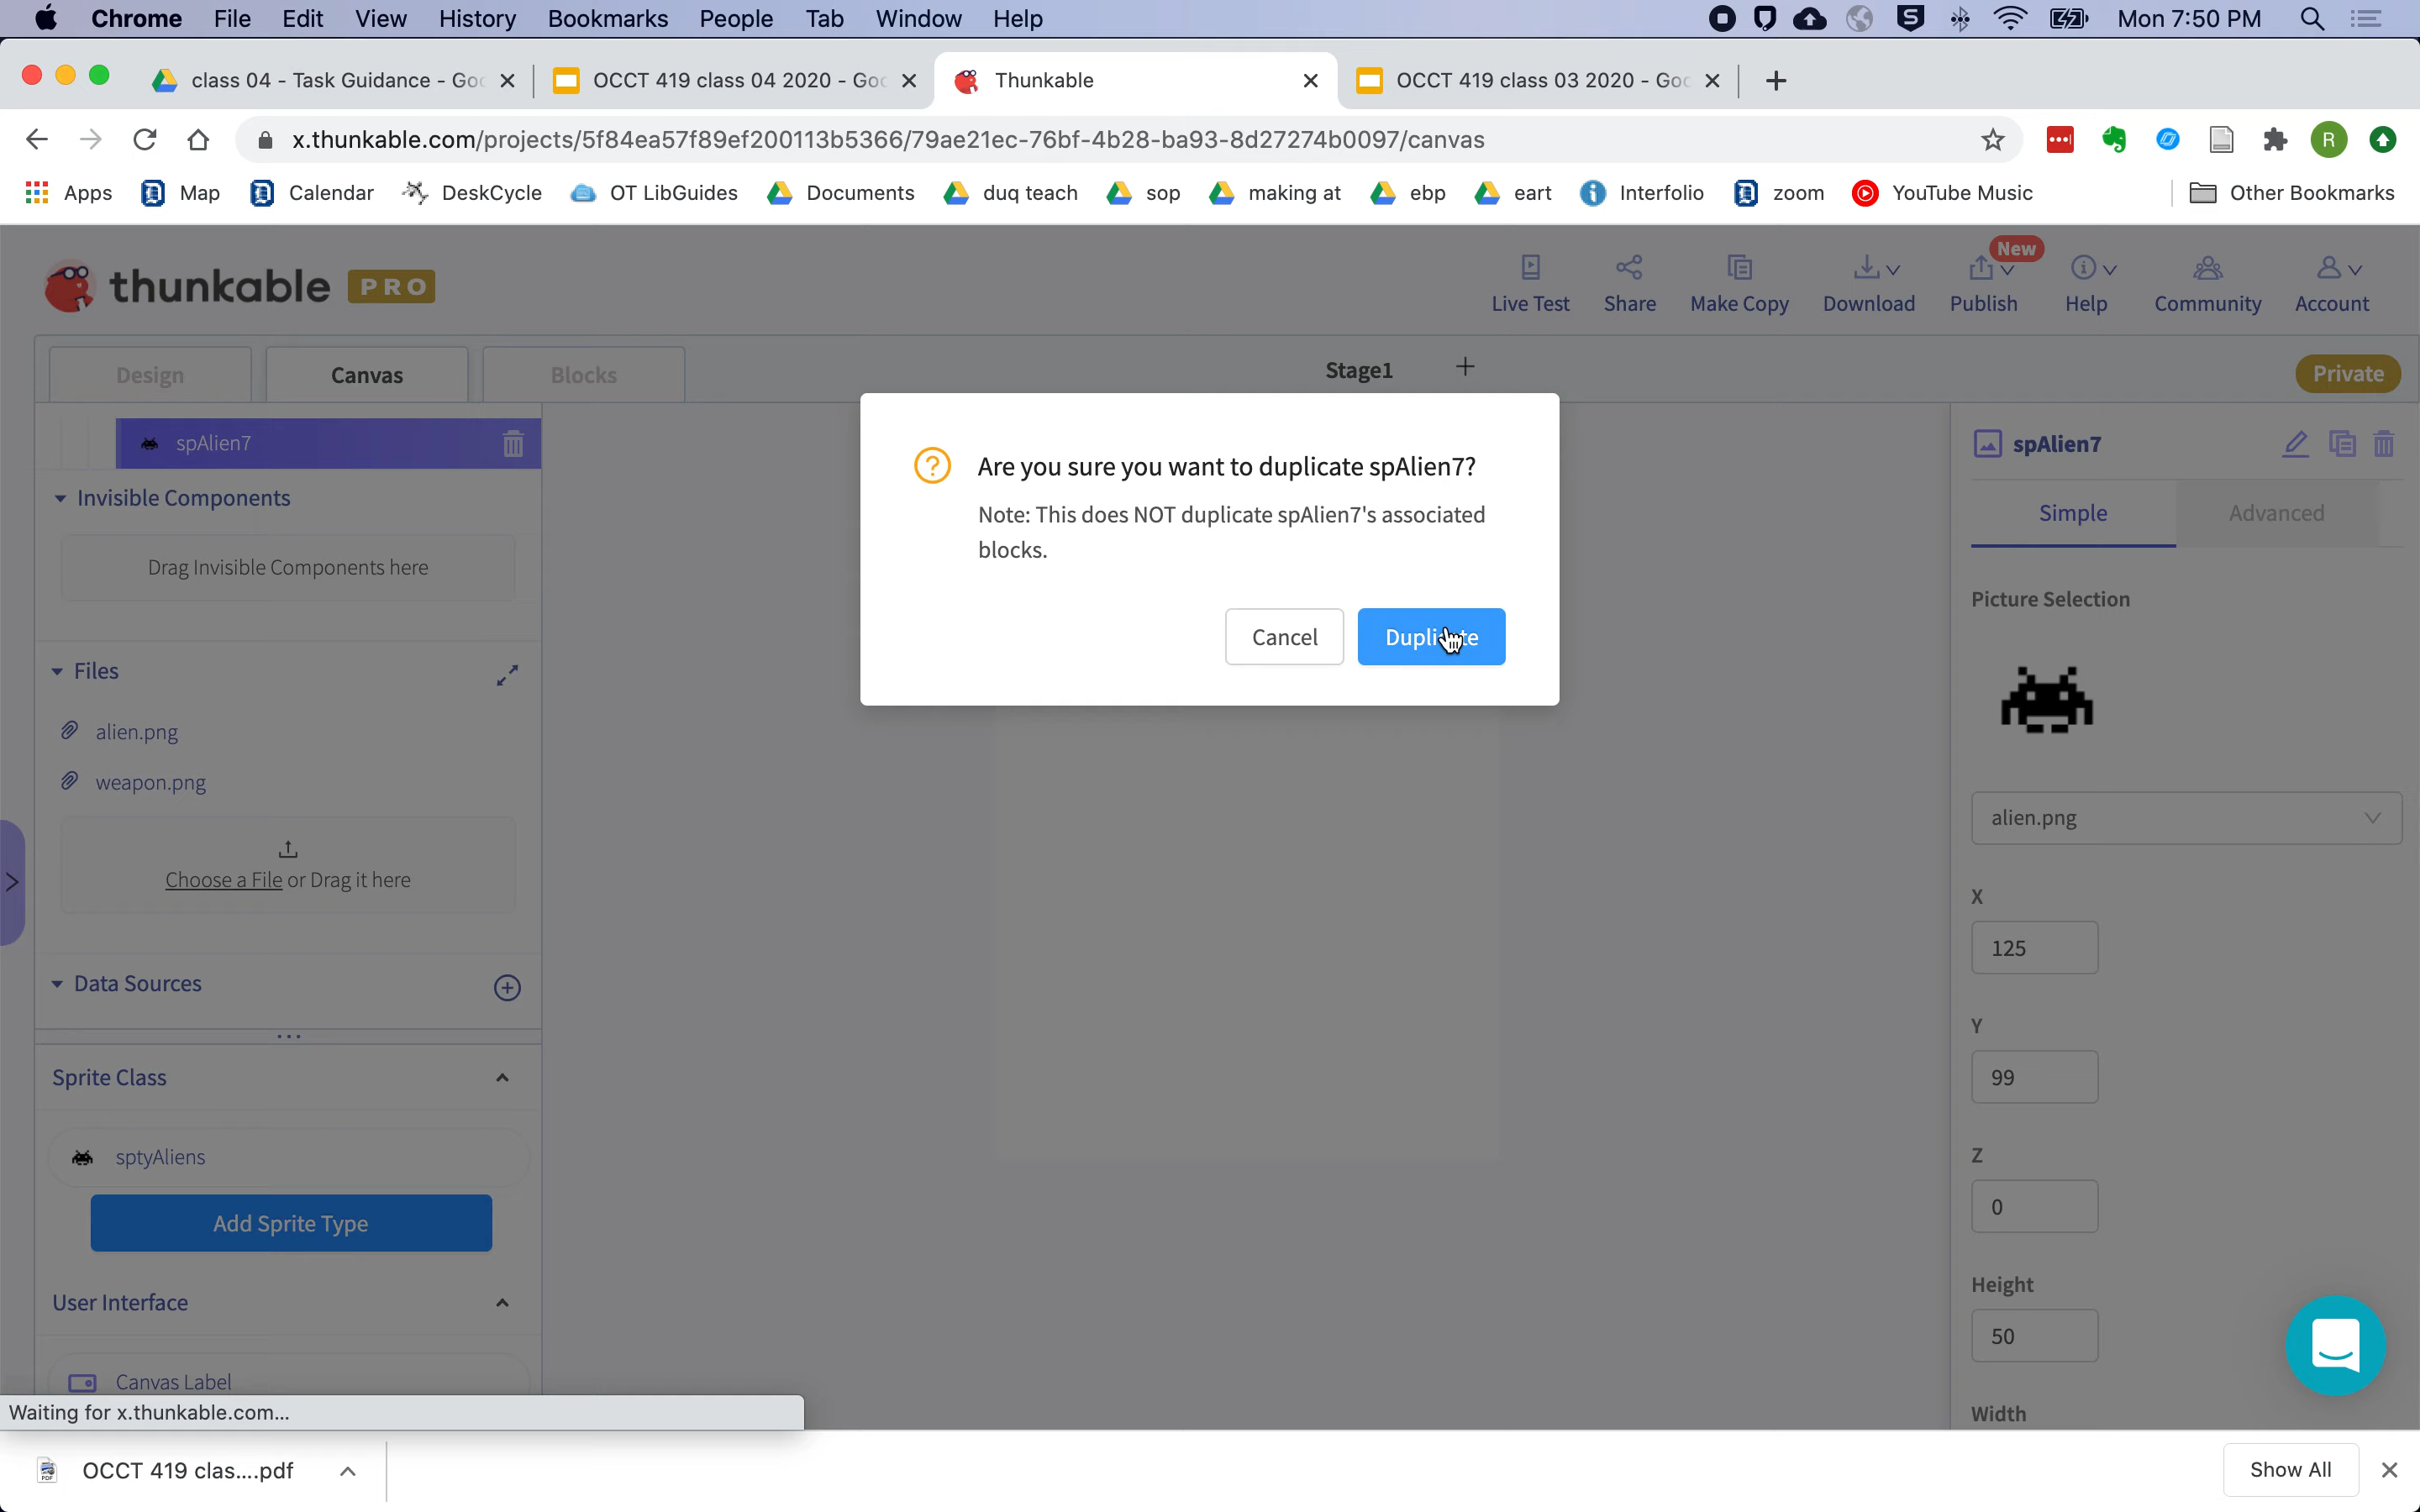 Chrome File Edit View History Bookmarks People Tab Window Help Mon 7:50 PM
class 04 - Task Guidance - Goo OCCT 419 class 04 2020 - Goo Thunkable OCCT 419 class 03 2020 - Goo
x.thunkable.com/projects/5f84ea57f89ef200113b5366/79ae21ec-76bf-4b28-ba93-8d27274b0097/canvas R
Apps Map Calendar DeskCycle OT LibGuides Documents duq teach sop making at ebp eart Interfolio zoom YouTube Music Other Bookmarks
thunkable PRO
New
Live Test Share Make Copy Download Publish Help Community Account
Design Canvas Blocks Stage1 + Private
spAlien7
Invisible Components
Drag Invisible Components here
Files
alien.png
weapon.png
Choose a File or Drag it here
Data Sources
Sprite Class
sptyAliens
Add Sprite Type
User Interface
Canvas Label
Waiting for x.thunkable.com...
Are you sure you want to duplicate spAlien7?
Note: This does NOT duplicate spAlien7's associated
blocks.
Cancel Duplicate
spAlien7
Simple Advanced
Picture Selection
alien.png
X
125
Y
99
Z
0
Height
50
Width
OCCT 419 clas....pdf Show All